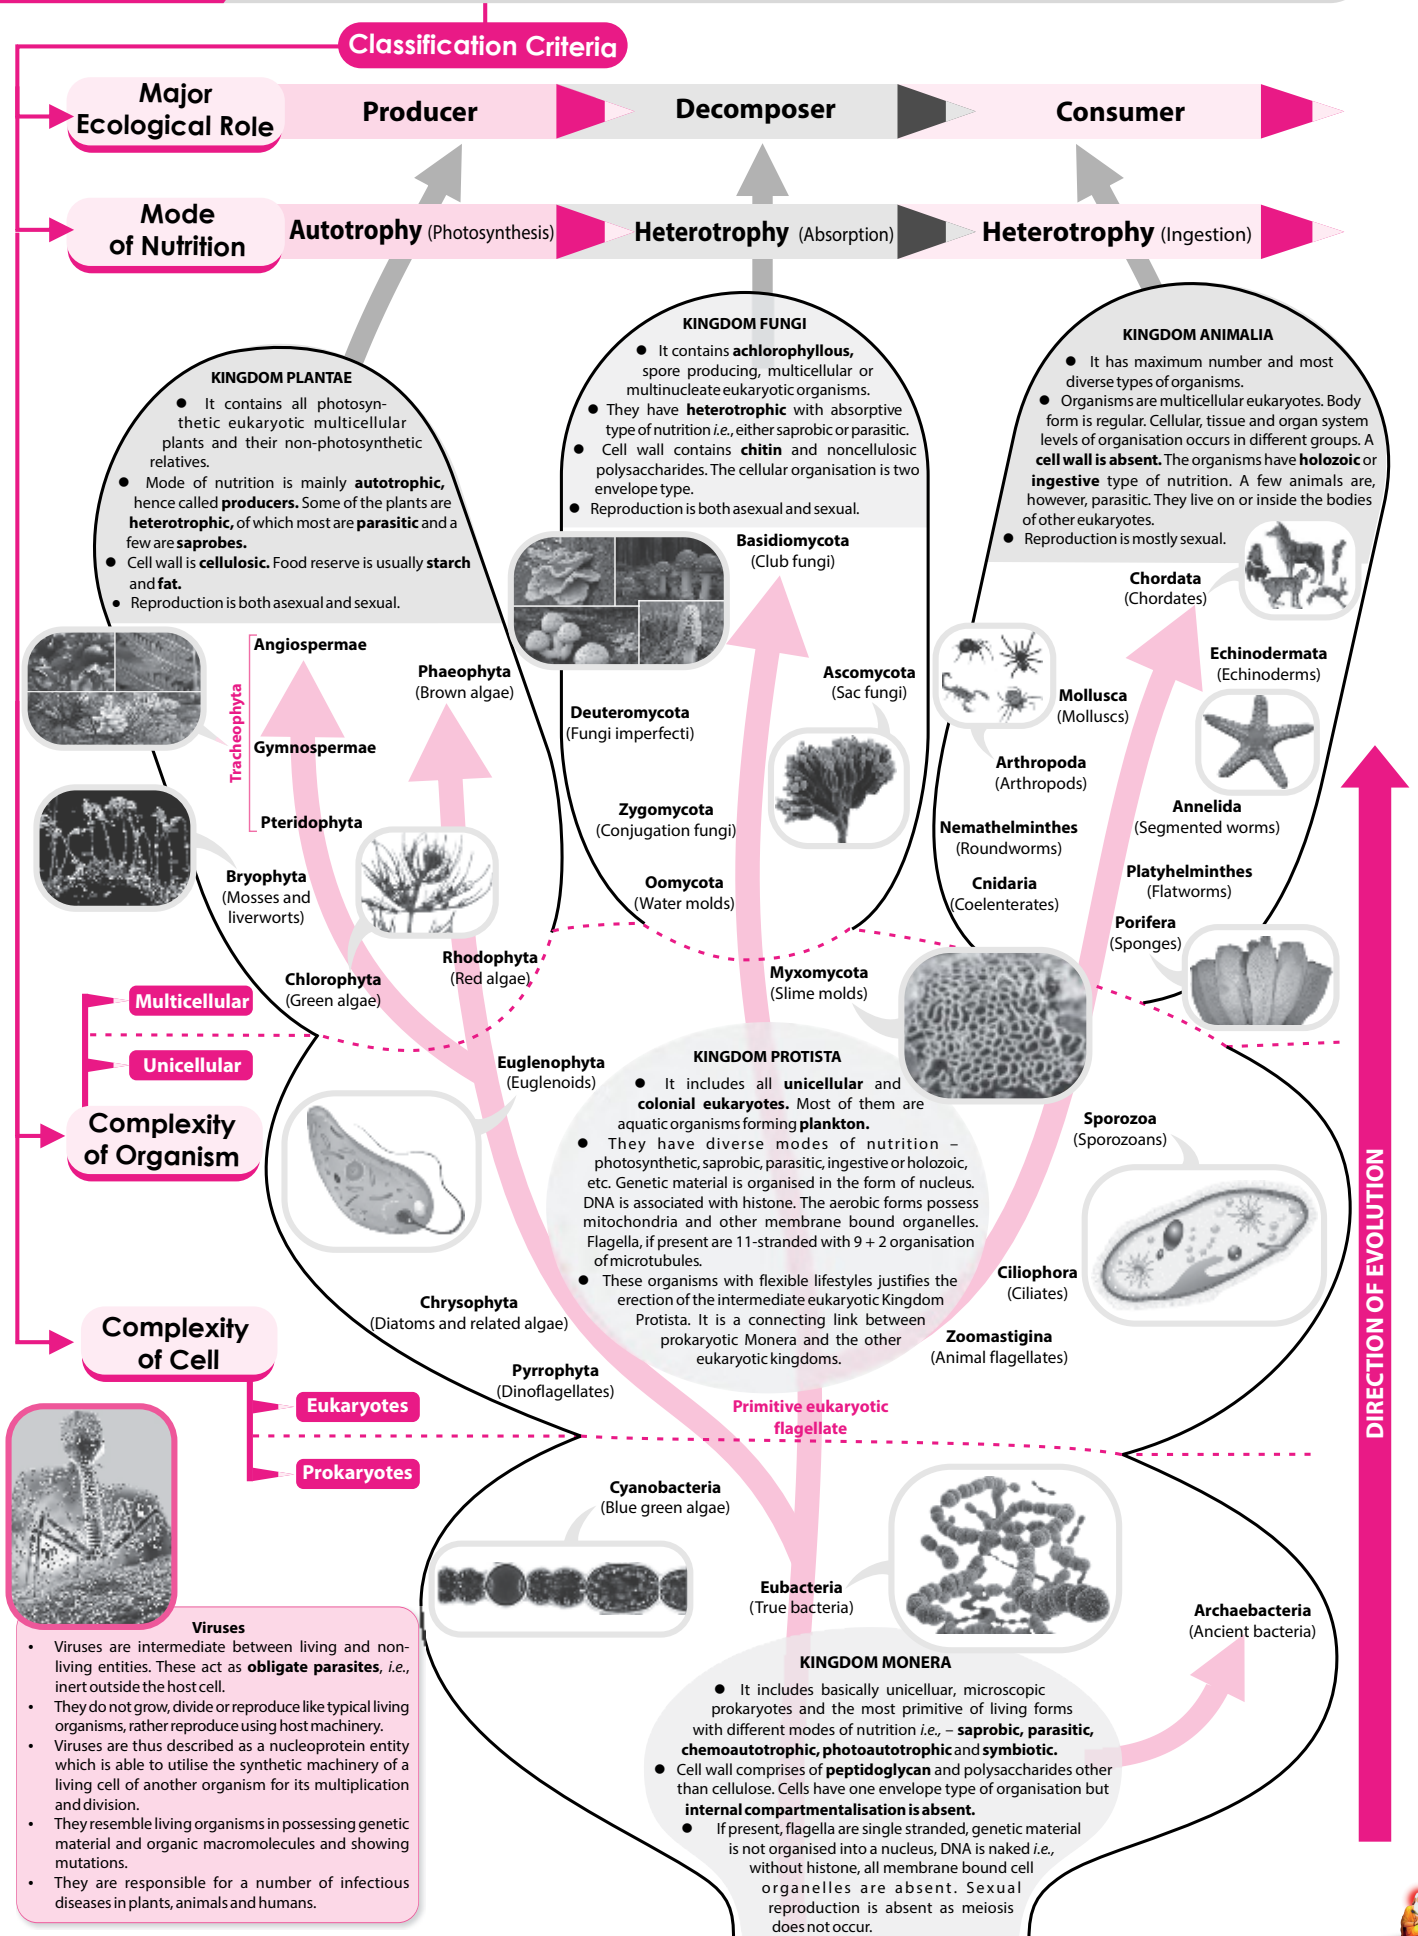 Classification Criteria
Major
Ecological Role
Producer
Decomposer
Consumer
Mode
of Nutrition
Autotrophy (Photosynthesis)
Heterotrophy (Absorption)
Heterotrophy (Ingestion)
KINGDOM PLANTAE
● It contains all photosyn-
thetic eukaryotic multicellular
plants and their non-photosynthetic
relatives.
● Mode of nutrition is mainly autotrophic,
hence called producers. Some of the plants are
heterotrophic, of which most are parasitic and a
few are saprobes.
● Cell wall is cellulosic. Food reserve is usually starch
and fat.
● Reproduction is both asexual and sexual.
KINGDOM FUNGI
● It contains achlorophyllous,
spore producing, multicellular or
multinucleate eukaryotic organisms.
● They have heterotrophic with absorptive
type of nutrition i.e., either saprobic or parasitic.
● Cell wall contains chitin and noncellulosic
polysaccharides. The cellular organisation is two
envelope type.
● Reproduction is both asexual and sexual.
KINGDOM ANIMALIA
● It has maximum number and most
diverse types of organisms.
● Organisms are multicellular eukaryotes. Body
form is regular. Cellular, tissue and organ system
levels of organisation occurs in different groups. A
cell wall is absent. The organisms have holozoic or
ingestive type of nutrition. A few animals are,
however, parasitic. They live on or inside the bodies
of other eukaryotes.
● Reproduction is mostly sexual.
Angiospermae
Tracheophyta
Gymnospermae
Pteridophyta
Phaeophyta
(Brown algae)
Bryophyta
(Mosses and
liverworts)
Chlorophyta
(Green algae)
Rhodophyta
(Red algae)
Basidiomycota
(Club fungi)
Ascomycota
(Sac fungi)
Deuteromycota
(Fungi imperfecti)
Zygomycota
(Conjugation fungi)
Oomycota
(Water molds)
Chordata
(Chordates)
Echinodermata
(Echinoderms)
Mollusca
(Molluscs)
Arthropoda
(Arthropods)
Annelida
(Segmented worms)
Nemathelminthes
(Roundworms)
Platyhelminthes
(Flatworms)
Cnidaria
(Coelenterates)
Porifera
(Sponges)
Myxomycota
(Slime molds)
Multicellular
Unicellular
Complexity
of Organism
Euglenophyta
(Euglenoids)
KINGDOM PROTISTA
● It includes all unicellular and
colonial eukaryotes. Most of them are
aquatic organisms forming plankton.
● They have diverse modes of nutrition –
photosynthetic, saprobic, parasitic, ingestive or holozoic,
etc. Genetic material is organised in the form of nucleus.
DNA is associated with histone. The aerobic forms possess
mitochondria and other membrane bound organelles.
Flagella, if present are 11-stranded with 9 + 2 organisation
of microtubules.
● These organisms with flexible lifestyles justifies the
erection of the intermediate eukaryotic Kingdom
Protista. It is a connecting link between
prokaryotic Monera and the other
eukaryotic kingdoms.
Sporozoa
(Sporozoans)
Ciliophora
(Ciliates)
Zoomastigina
(Animal flagellates)
Chrysophyta
(Diatoms and related algae)
Pyrrophyta
(Dinoflagellates)
DIRECTION OF EVOLUTION
Complexity
of Cell
Eukaryotes
Prokaryotes
Primitive eukaryotic
flagellate
Cyanobacteria
(Blue green algae)
Eubacteria
(True bacteria)
Archaebacteria
(Ancient bacteria)
Viruses
• Viruses are intermediate between living and non-
living entities. These act as obligate parasites, i.e.,
inert outside the host cell.
• They do not grow, divide or reproduce like typical living
organisms, rather reproduce using host machinery.
• Viruses are thus described as a nucleoprotein entity
which is able to utilise the synthetic machinery of a
living cell of another organism for its multiplication
and division.
• They resemble living organisms in possessing genetic
material and organic macromolecules and showing
mutations.
• They are responsible for a number of infectious
diseases in plants, animals and humans.
KINGDOM MONERA
● It includes basically unicelluar, microscopic
prokaryotes and the most primitive of living forms
with different modes of nutrition i.e., – saprobic, parasitic,
chemoautotrophic, photoautotrophic and symbiotic.
● Cell wall comprises of peptidoglycan and polysaccharides other
than cellulose. Cells have one envelope type of organisation but
internal compartmentalisation is absent.
● If present, flagella are single stranded, genetic material
is not organised into a nucleus, DNA is naked i.e.,
without histone, all membrane bound cell
organelles are absent. Sexual
reproduction is absent as meiosis
does not occur.